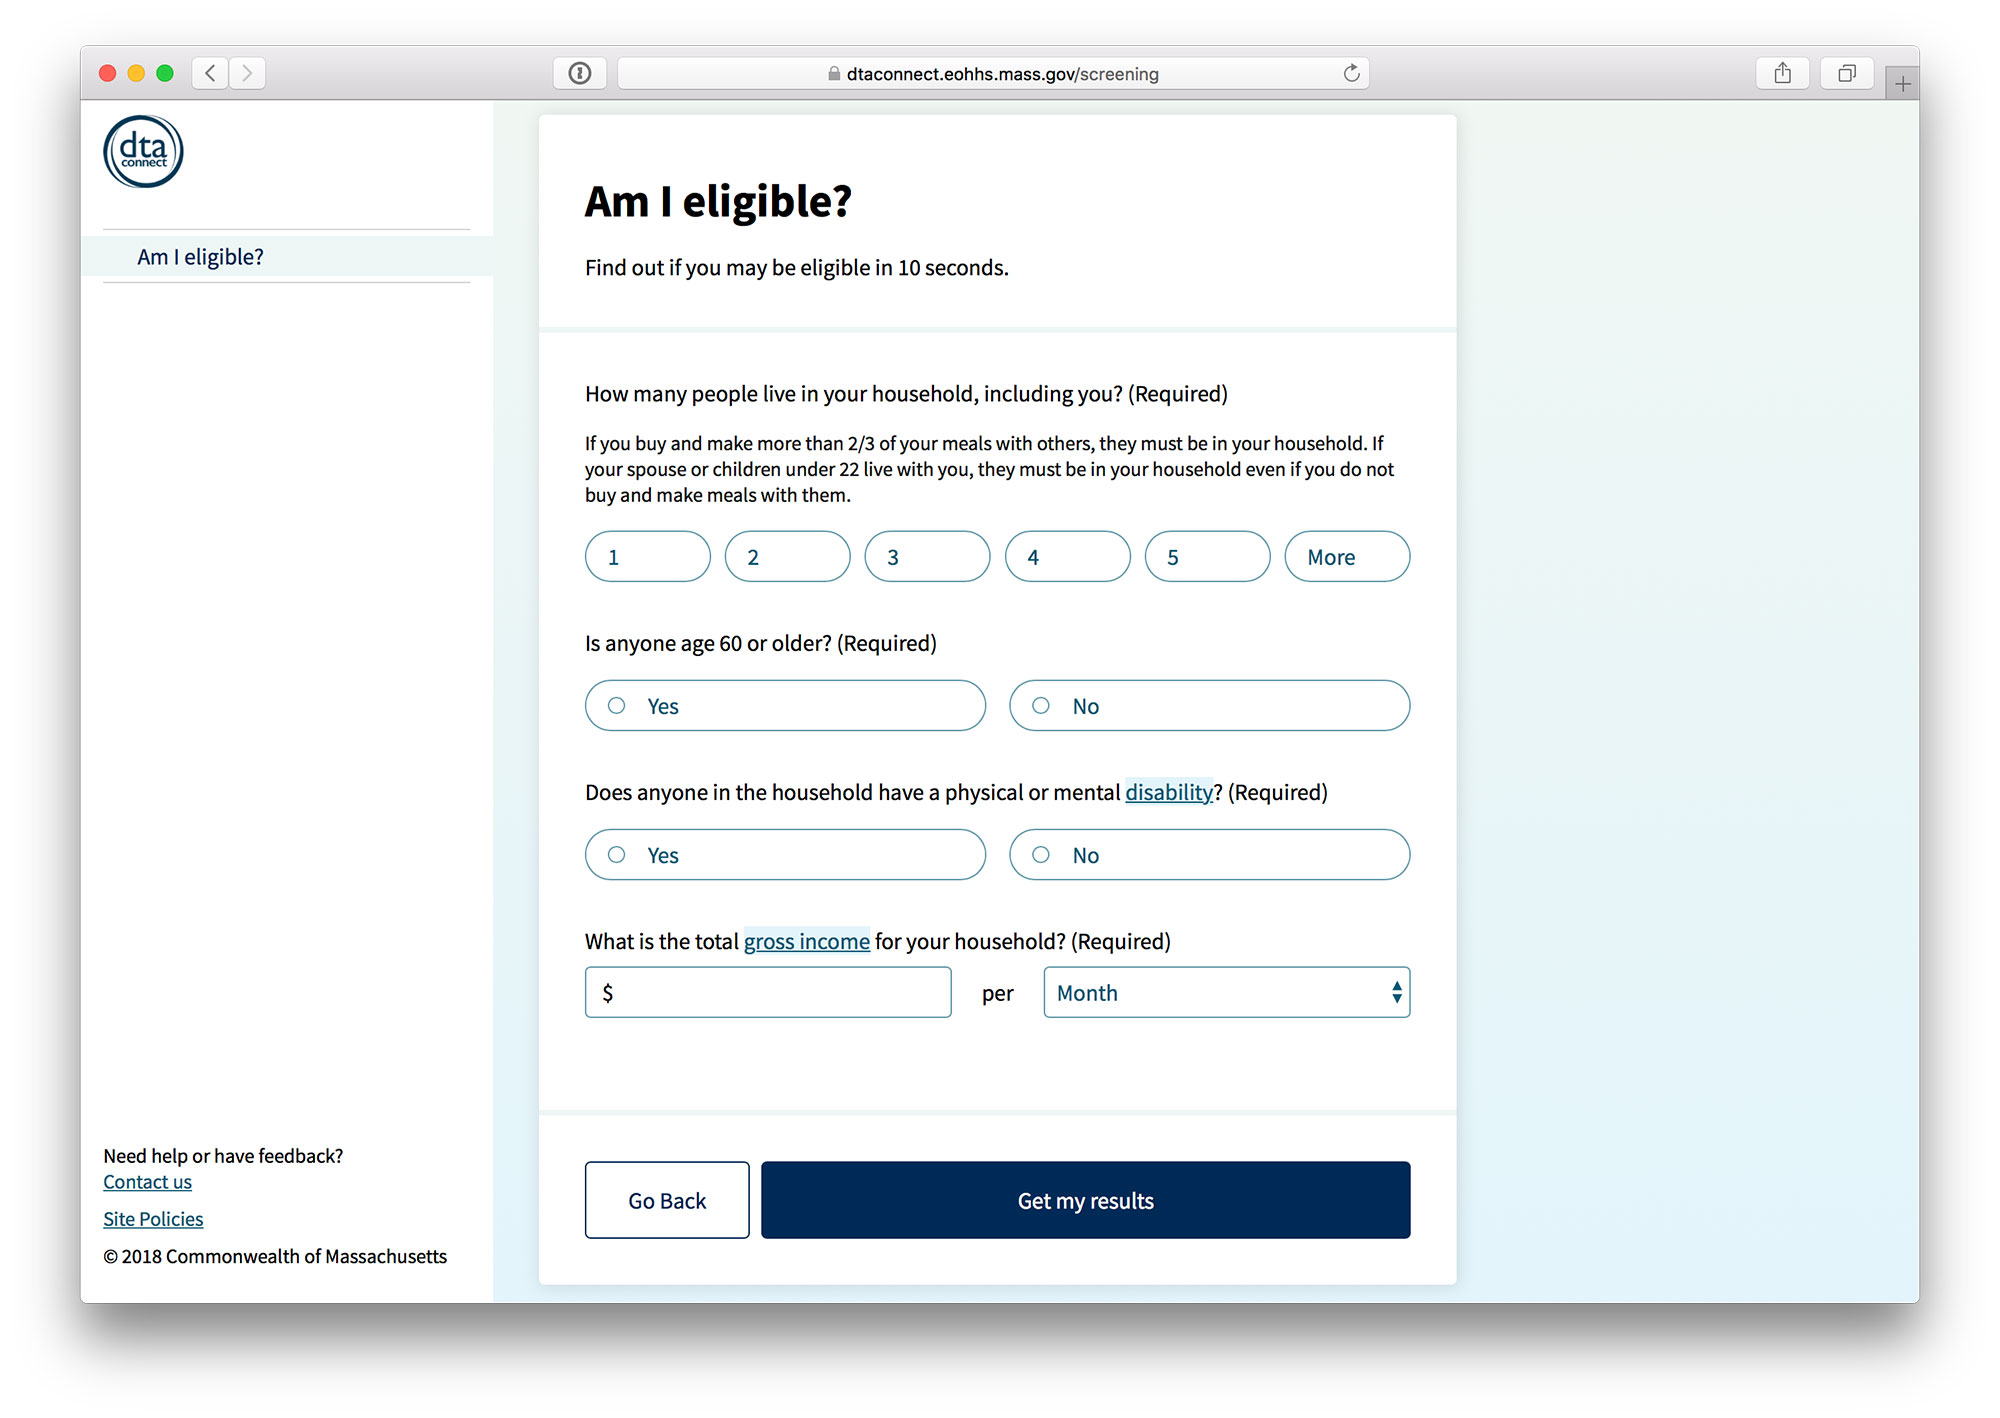 dtaconnect.eohhs.mass.gov/screening
dta
connect
Am I eligible?
Need help or have feedback?
Contact us
Site Policies
© 2018 Commonwealth of Massachusetts
Am I eligible?
Find out if you may be eligible in 10 seconds.
How many people live in your household, including you? (Required)
If you buy and make more than 2/3 of your meals with others, they must be in your household. If
your spouse or children under 22 live with you, they must be in your household even if you do not
buy and make meals with them.
1 2 3 4 5 More
Is anyone age 60 or older? (Required)
Yes No
Does anyone in the household have a physical or mental disability? (Required)
Yes No
What is the total gross income for your household? (Required)
$ per Month
Go Back Get my results